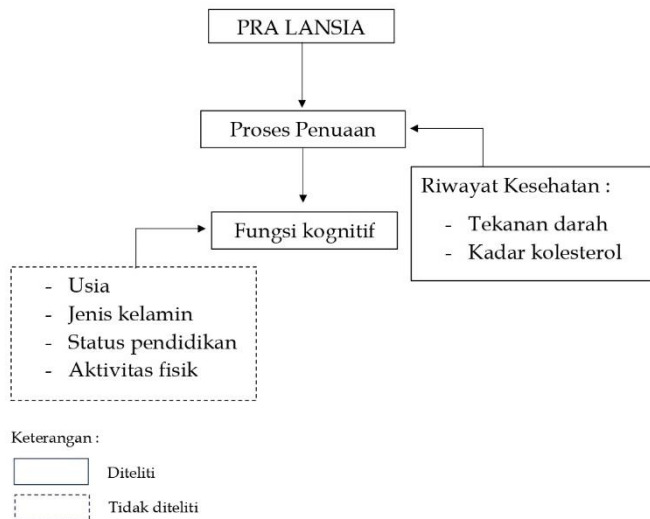 PRA LANSIA
Proses Penuaan
Riwayat Kesehatan :
- Tekanan darah
- Kadar kolesterol
Fungsi kognitif
- Usia
- Jenis kelamin
- Status pendidikan
- Aktivitas fisik
Keterangan :
Diteliti
Tidak diteliti